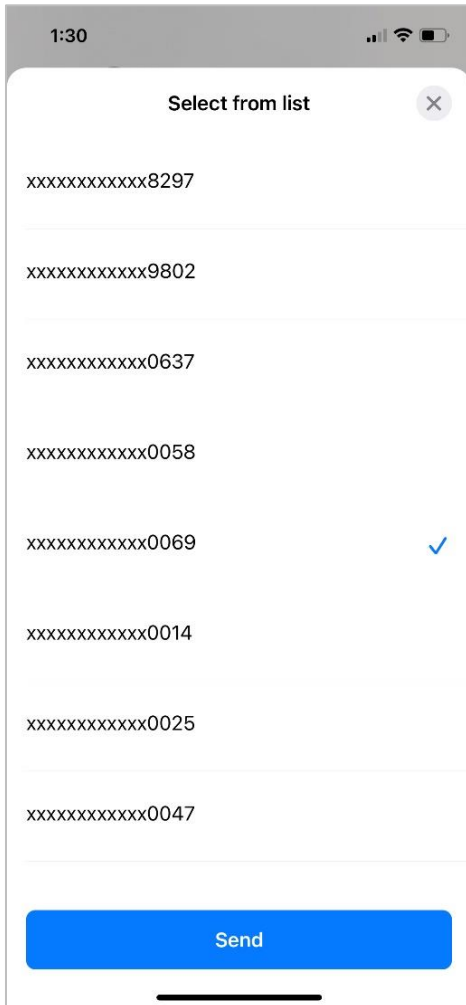 1:30
Select from list
xxxxxxxxxxxx8297
xxxxxxxxxxxx9802
xxxxxxxxxxxx0637
xxxxxxxxxxxx0058
xxxxxxxxxxxx0069
xxxxxxxxxxxx0014
xxxxxxxxxxxx0025
xxxxxxxxxxxx0047
Send